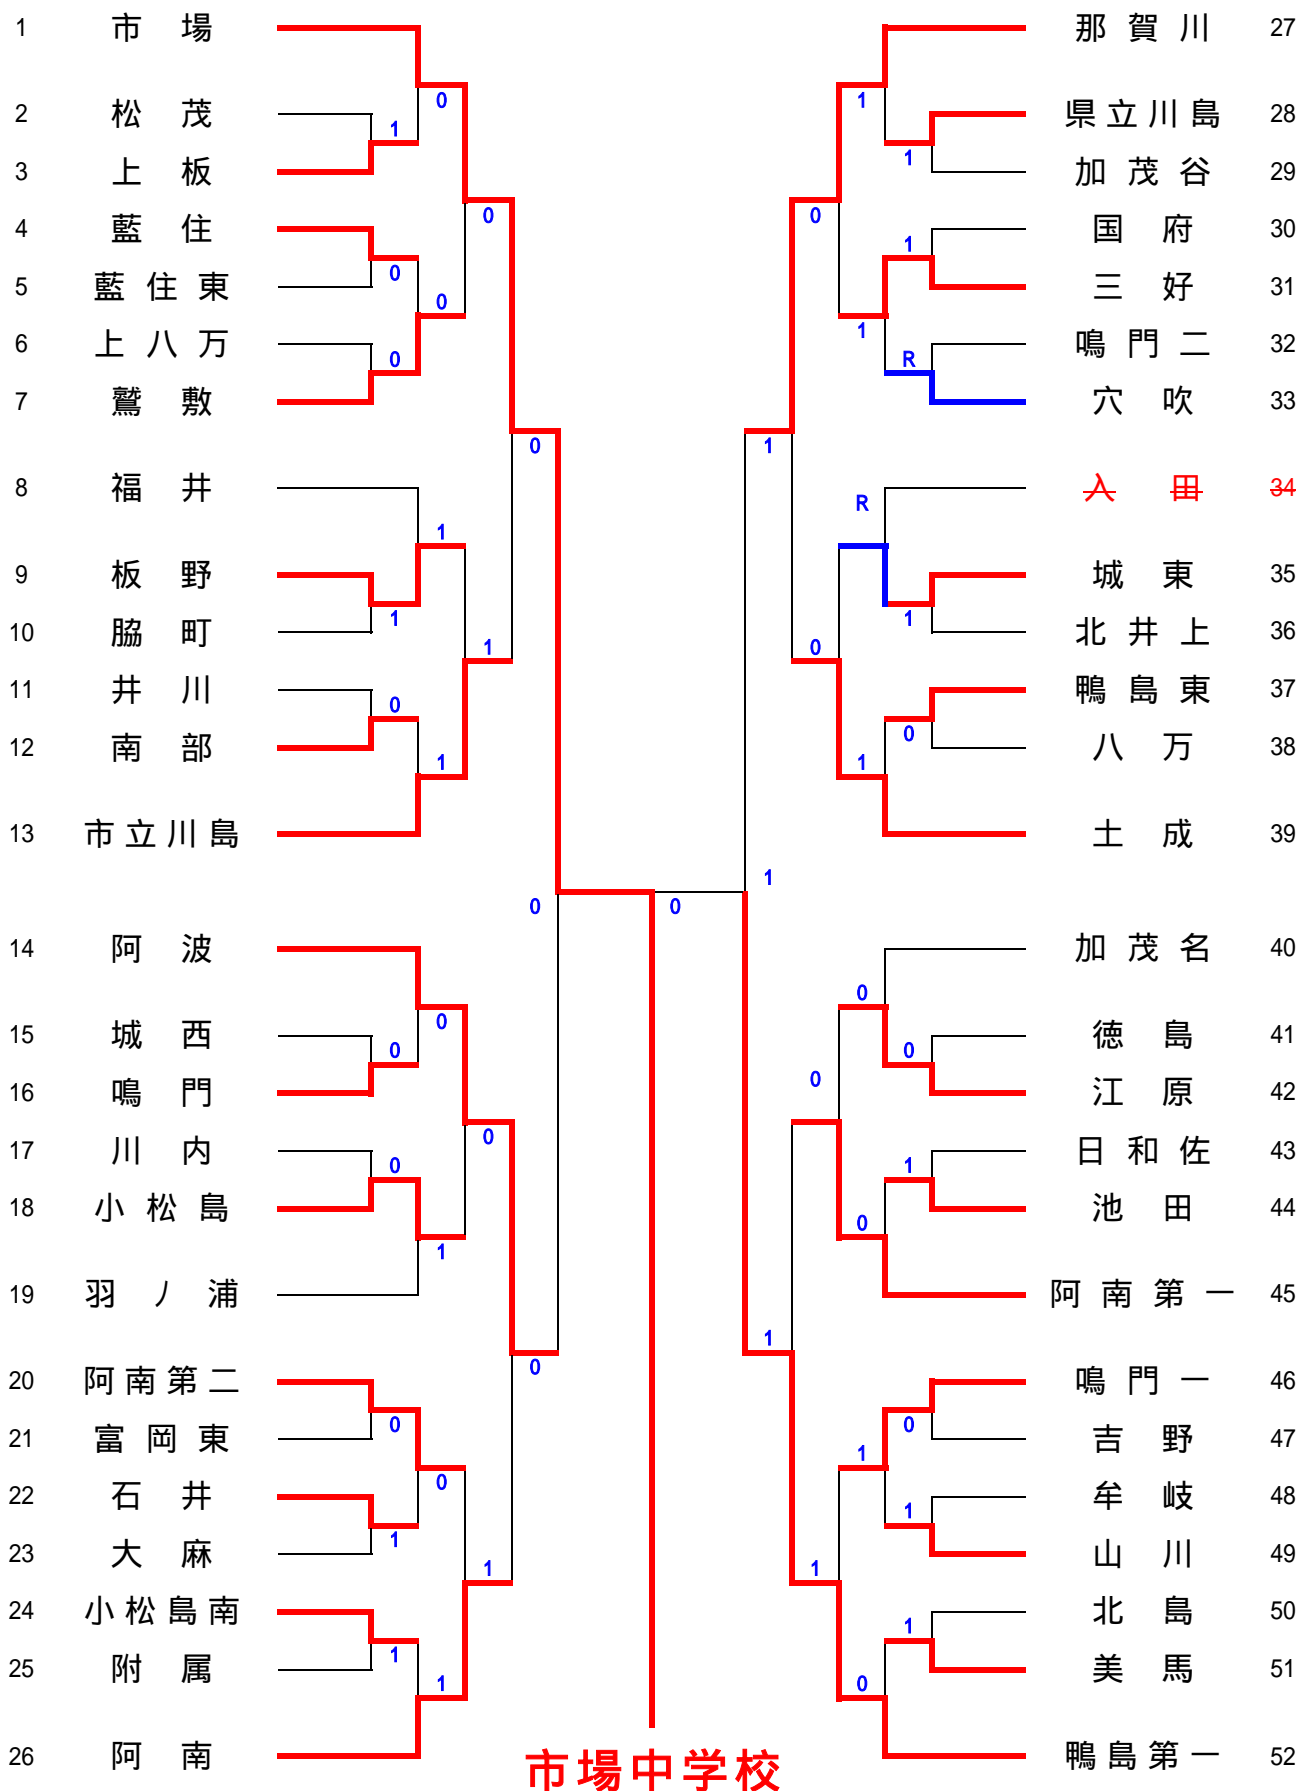 1 市場
0
2 松茂
1
3 上板
0
4 藍住
0
5 藍住東
0
6 上八万
0
7 鷲敷
0
8 福井
1
9 板野
1
10 脇町
1
11 井川
0
12 南部
1
13 市立川島
0
14 阿波
0
15 城西
0
16 鳴門
0
17 川内
0
18 小松島
1
19 羽ノ浦
0
20 阿南第二
0
21 富岡東
0
22 石井
1
23 大麻
1
24 小松島南
1
25 附属
1
26 阿南
那賀川 27
1
県立川島 28
1
加茂谷 29
0
国府 30
1
三好 31
1
鳴門二 32
R
穴吹 33
1
入田 34
R
城東 35
1
北井上 36
0
鴨島東 37
0
八万 38
1
土成 39
1
0
加茂名 40
0
徳島 41
0
江原 42
0
日和佐 43
1
池田 44
0
阿南第一 45
1
鳴門一 46
0
吉野 47
1
牟岐 48
1
山川 49
1
北島 50
1
美馬 51
0
鴨島第一 52
市場中学校